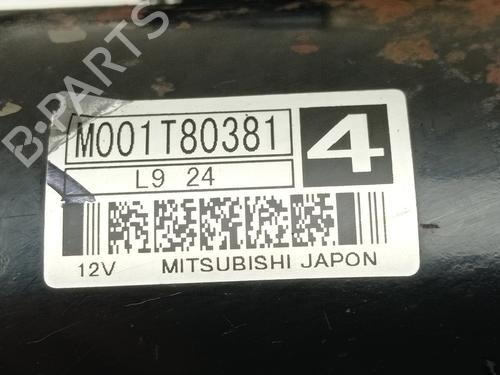 B-PARTS
M001T80381
4
L9 24
12V MITSUBISHI JAPON